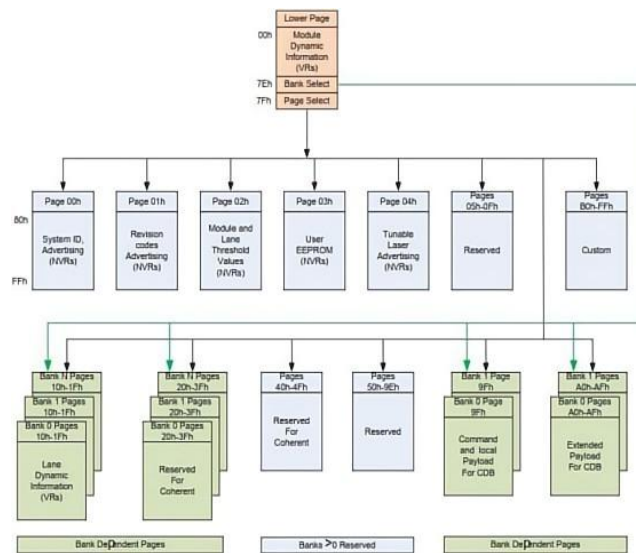 Lower Page
00h
Module
Dynamic
Information
(VRs)
7Eh
Bank Select
7Fh
Page Select
Page 00h
Page 01h
Page 02h
Page 03h
Page 04h
Pages
05h-0Fh
Pages
B0h-FFh
80h
System ID,
Advertising
(NVRs)
Revision
codes
Advertising
(NVRs)
Module and
Lane
Threshold
Values
(NVRs)
User
EEPROM
(NVRs)
Tunable
Laser
Advertising
(NVRs)
Reserved
Custom
FFh
Bank N Pages
10h-1Fh
Bank 1 Pages
10h-1Fh
Bank 0 Pages
10h-1Fh
Lane
Dynamic
Information
(VRs)
Bank N Pages
20h-3Fh
Bank 1 Pages
20h-3Fh
Bank 0 Pages
20h-3Fh
Reserved
For
Coherent
Pages
40h-4Fh
Reserved
For
Coherent
Pages
50h-9Eh
Reserved
Bank 1 Page
9Fh
Bank 0 Page
9Fh
Command
and local
Payload
For CDB
Bank 1 Pages
A0h-AFh
Bank 0 Pages
A0h-AFh
Extended
Payload
For CDB
Bank Dependent Pages
Banks >0 Reserved
Bank Dependent Pages